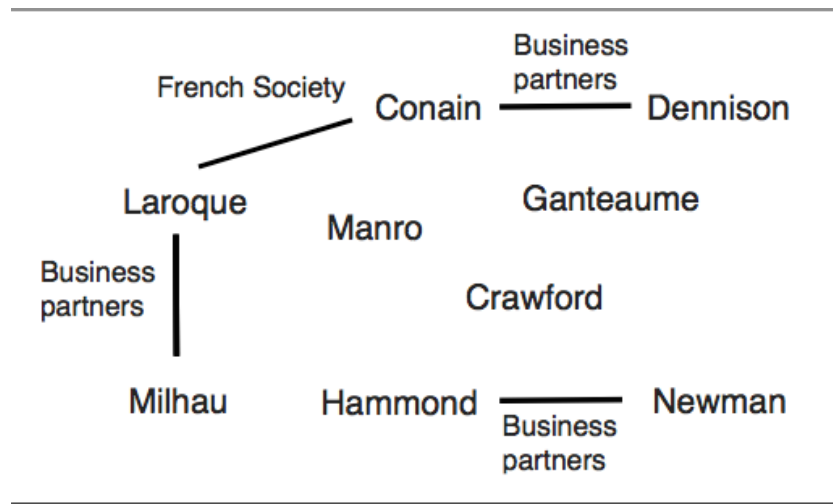 Business
partners
French Society
Conain
Dennison
Laroque
Ganteaume
Manro
Business
partners
Crawford
Milhau
Hammond
Newman
Business
partners